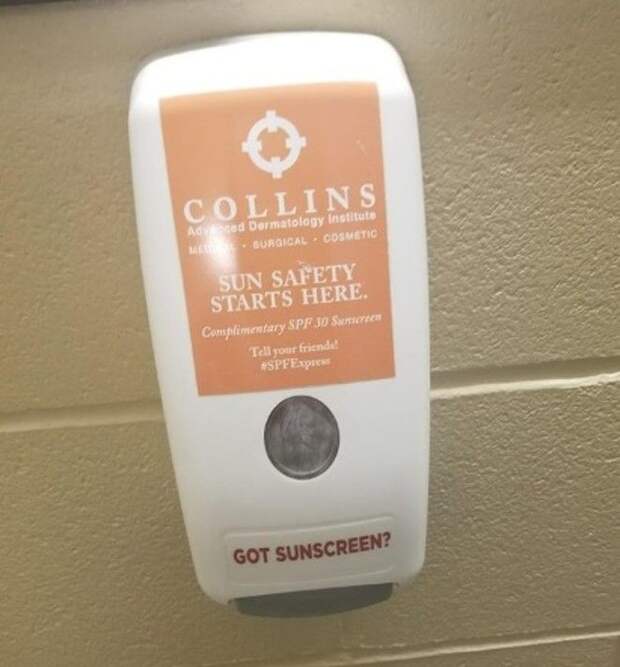 COLLINS
Advanced Dermatology Institute
MEDICAL · SURGICAL · COSMETIC
SUN SAFETY
STARTS HERE.
Complimentary SPF 30 Sunscreen
Tell your friends!
#SPFExpress
GOT SUNSCREEN?